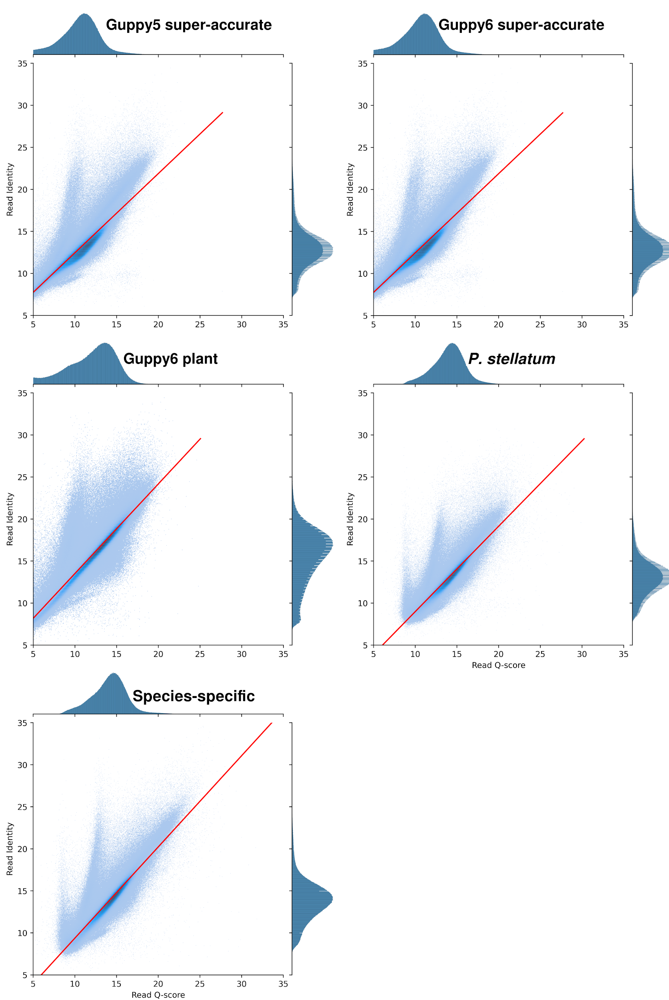 Guppy5 super-accurate
35
30
25
20
15
10
5
Read Identity
5 10 15 20 25 30 35
Guppy6 super-accurate
35
30
25
20
15
10
5
Read Identity
5 10 15 20 25 30 35
Guppy6 plant
35
30
25
20
15
10
5
Read Identity
5 10 15 20 25 30 35
P. stellatum
35
30
25
20
15
10
5
Read Identity
5 10 15 20 25 30 35
Read Q-score
Species-specific
35
30
25
20
15
10
5
Read Identity
5 10 15 20 25 30 35
Read Q-score